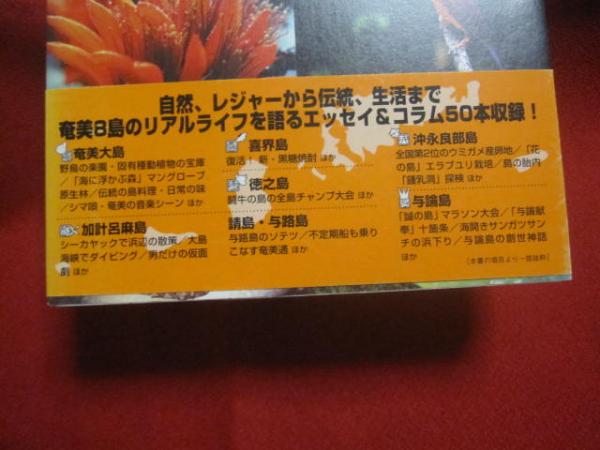 自然、レジャーから伝統、生活まで
奄美8島のリアルライフを語るエッセイ&コラム50本収録！
奄美大島
野鳥の楽園・固有種動植物の宝庫
/「海に浮かぶ森」マングローブ
原生林/伝統の島料理・日常の味
/シマ唄・奄美の音楽シーン ほか
加計呂麻島
シーカヤックで浜辺の散策/大島
海峡でダイビング/男だけの仮面
劇 ほか
喜界島
復活！新・黒糖焼酎 ほか
徳之島
闘牛の島の全島チャンプ大会 ほか
請島・与路島
与路島のソテツ/不定期船も乗り
こなす奄美通 ほか
沖永良部島
全国第2位のウミガメ産卵地/「花
の島」エラブユリ栽培/島の胎内
「鍾乳洞」探検 ほか
与論島
「誠の島」マラソン大会/「与論献
奉」十箇条/海開きサンガツサン
チの浜下り/与論島の創世神話
ほか
[本書の項目より一部抜粋]